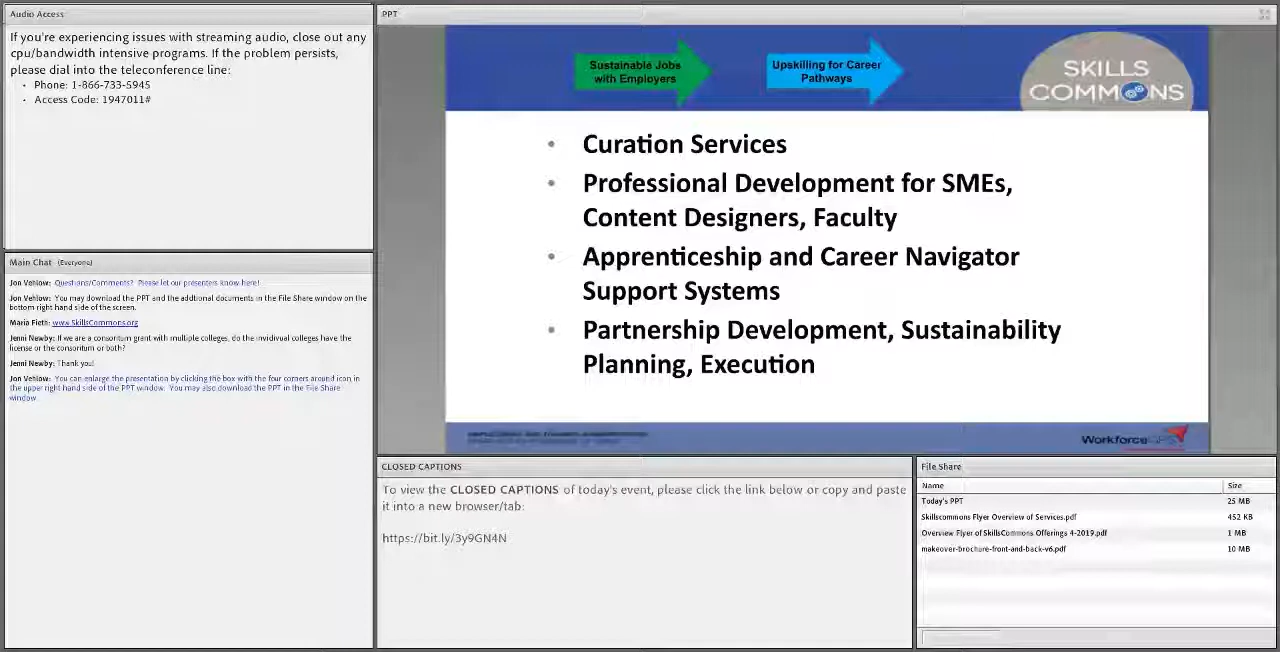 Audio Access
If you're experiencing issues with streaming audio, close out any
cpu/bandwidth intensive programs. If the problem persists,
please dial into the teleconference line:
• Phone: 1-866-733-5945
• Access Code: 1947011#
Main Chat (Everyone)
Jon Vehlow: Questions/Comments? Please let our presenters know here!
Jon Vehlow: You may download the PPT and the addtional documents in the File Share window on the
bottom right hand side of the screen.
Maria Fieth: www.SkillsCommons.org
Jenni Newby: If we are a consortum grant with multiple colleges, do the invidivual colleges have the
license or the consortum or both?
Jenni Newby: Thank you!
Jon Vehlow: You can enlarge the presentation by clicking the box with the four corners around icon in
the upper right hand side of the PPT window. You may also download the PPT in the File Share
window.
PPT
Sustainable Jobs
with Employers
Upskilling for Career
Pathways
SKILLS
COMMONS
• Curation Services
• Professional Development for SMEs,
Content Designers, Faculty
• Apprenticeship and Career Navigator
Support Systems
• Partnership Development, Sustainability
Planning, Execution
WorkforceGPS
CLOSED CAPTIONS
To view the CLOSED CAPTIONS of today's event, please click the link below or copy and paste
it into a new browser/tab:
https://bit.ly/3y9GN4N
File Share
Name Size
Today's PPT 25 MB
Skillscommons Flyer Overview of Services.pdf 452 KB
Overview Flyer of SkillsCommons Offerings 4-2019.pdf 1 MB
makeover-brochure-front-and-back-v6.pdf 10 MB